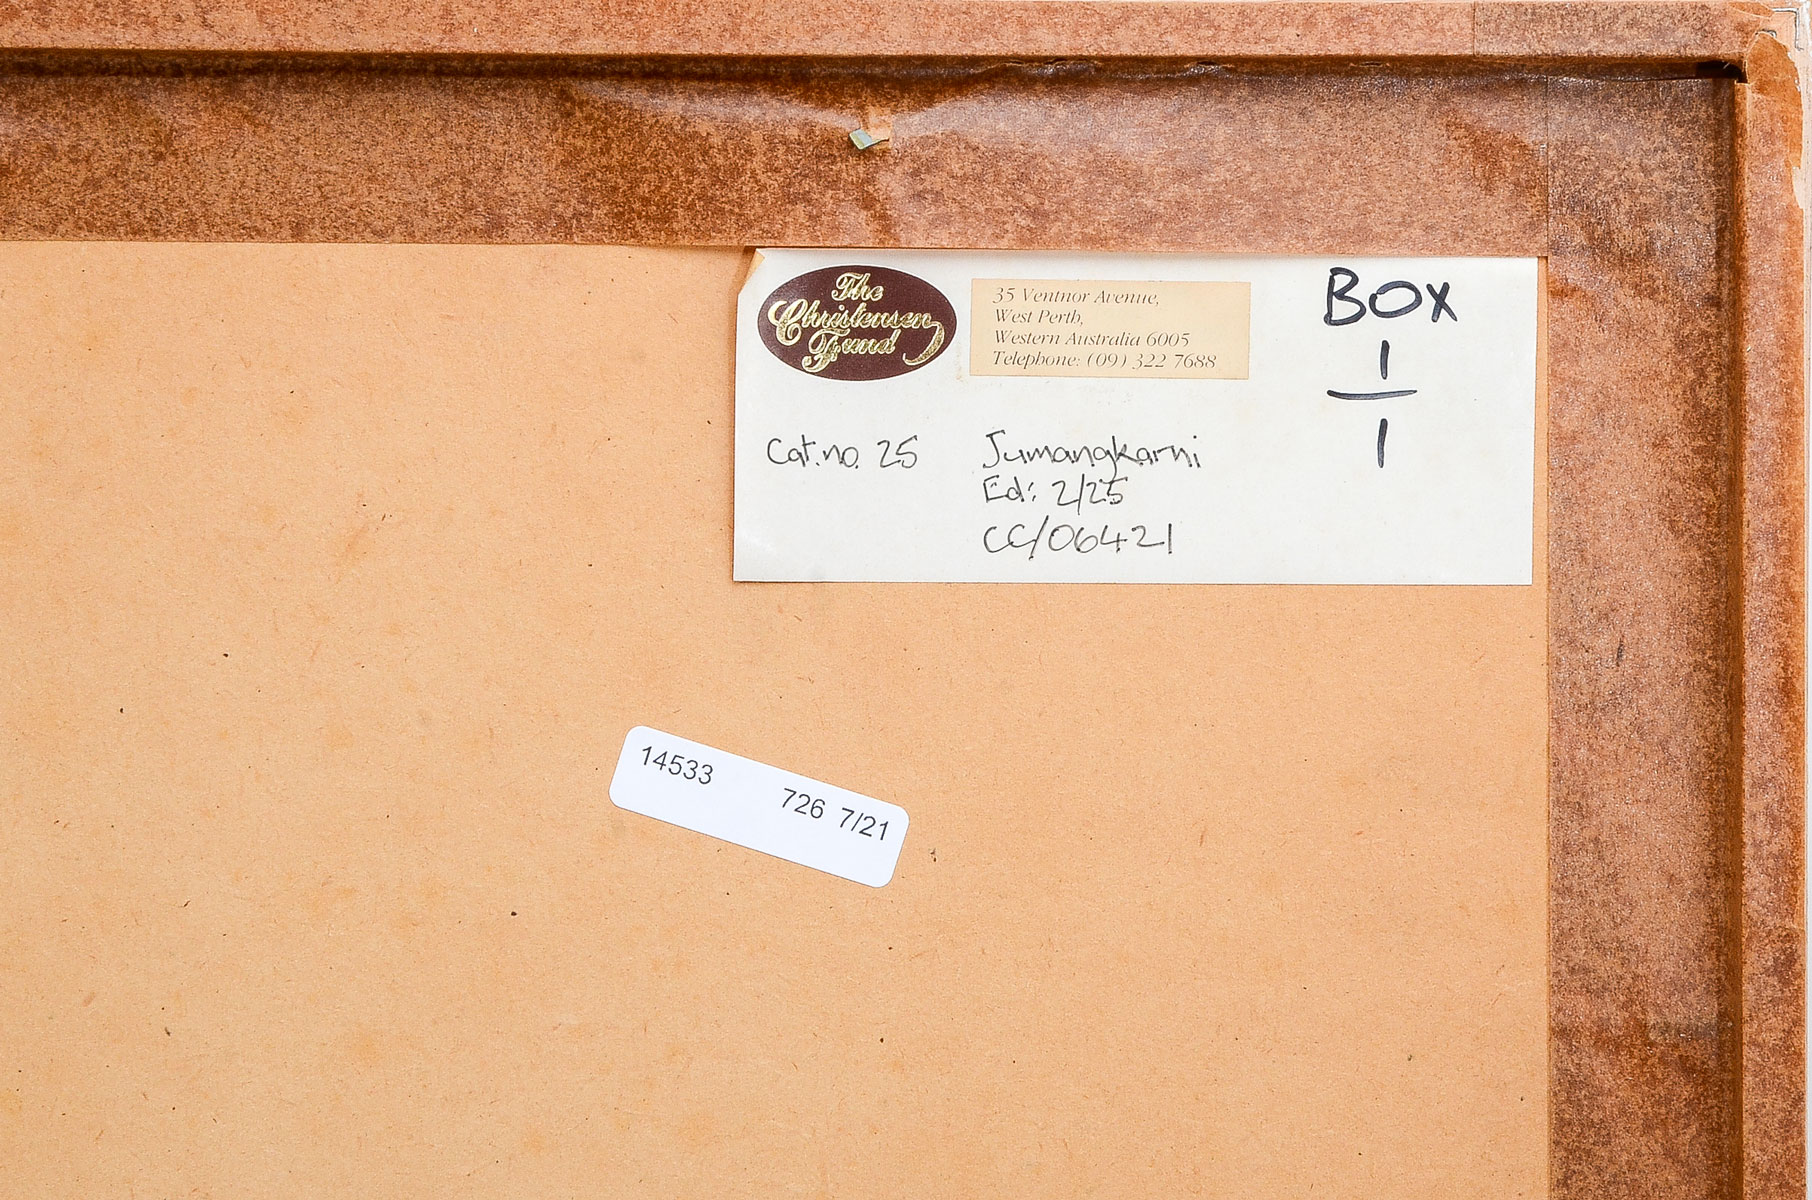 The
Christensen
Fund
35 Ventnor Avenue,
West Perth,
Western Australia 6005
Telephone: (09) 322 7688
BOX
1
1
Cat.no. 25
Jumangkarni
Ed: 2/25
CC/06421
14533
726 7/21